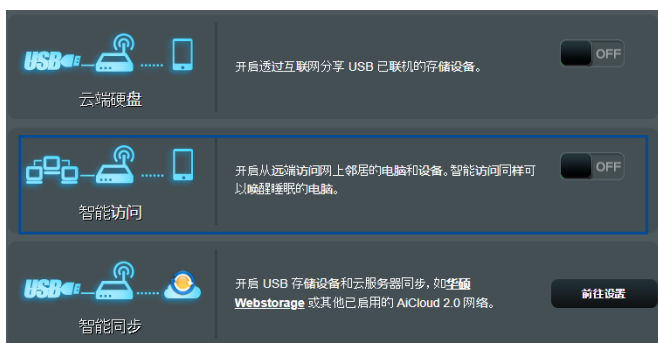 USB
OFF
开启透过互联网分享 USB 已联机的存储设备。
云端硬盘
开启从远端访问网上邻居的电脑和设备。智能访问同样可
以唤醒睡眠的电脑。
OFF
智能访问
USB
开启 USB 存储设备和云服务器同步, 如华硕
Webstorage 或其他已启用的 AiCloud 2.0 网络。
前往设置
智能同步